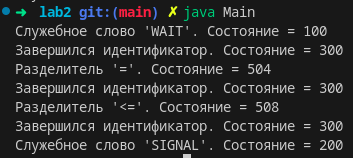 ➜ lab2 git:(main) ✗ java Main
Служебное слово 'WAIT'. Состояние = 100
Завершился идентификатор. Состояние = 300
Разделитель '='. Состояние = 504
Завершился идентификатор. Состояние = 300
Разделитель '<='. Состояние = 508
Завершился идентификатор. Состояние = 300
Служебное слово 'SIGNAL'. Состояние = 200